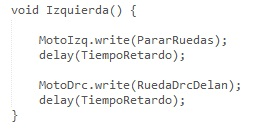 void Izquierda() {
MotoIzq.write(PararRuedas);
delay(TiempoRetardo);
MotoDrc.write(RuedaDrcDelan);
delay(TiempoRetardo);
}